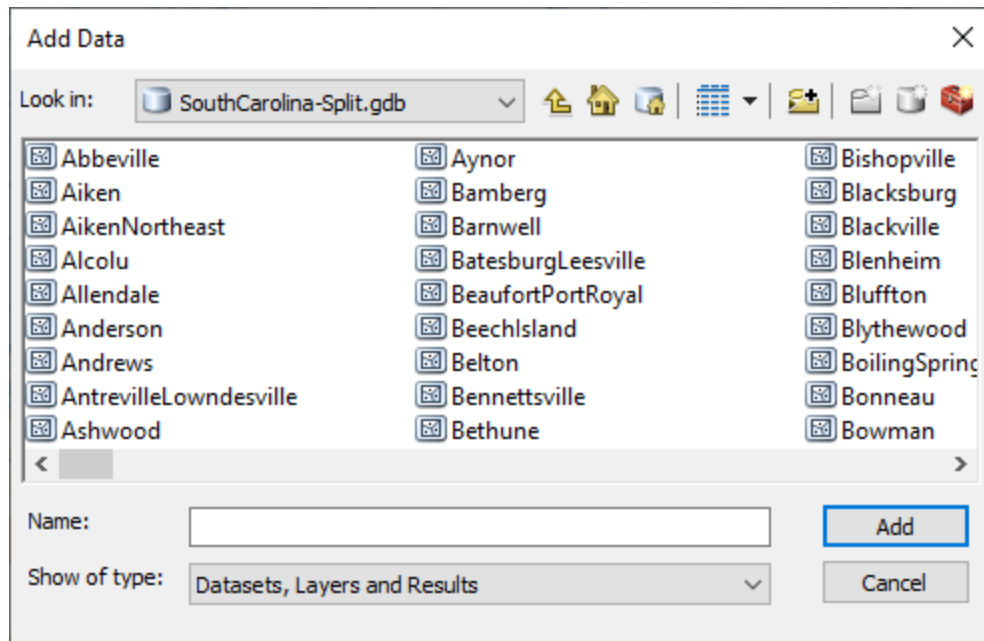 Add Data
Look in:
SouthCarolina-Split.gdb
Abbeville
Aiken
AikenNortheast
Alcolu
Allendale
Anderson
Andrews
AntrevilleLowndesville
Ashwood
Aynor
Bamberg
Barnwell
BatesburgLeesville
BeaufortPortRoyal
BeechIsland
Belton
Bennettsville
Bethune
Bishopville
Blacksburg
Blackville
Blenheim
Bluffton
Blythewood
BoilingSpring
Bonneau
Bowman
Name:
Add
Show of type:
Datasets, Layers and Results
Cancel